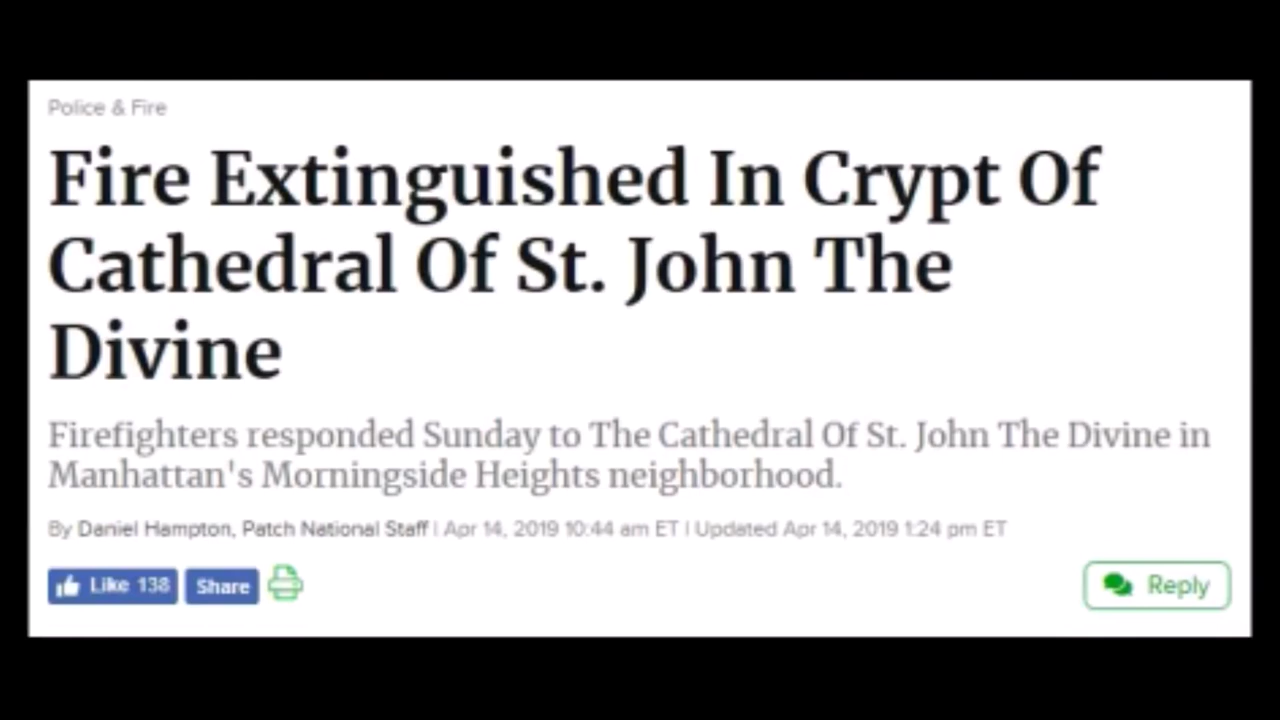 Police & Fire
Fire Extinguished In Crypt Of
Cathedral Of St. John The
Divine
Firefighters responded Sunday to The Cathedral Of St. John The Divine in
Manhattan's Morningside Heights neighborhood.
By Daniel Hampton, Patch National Staff | Apr 14, 2019 10:44 am ET | Updated Apr 14, 2019 1:24 pm ET
Like 138 Share Reply